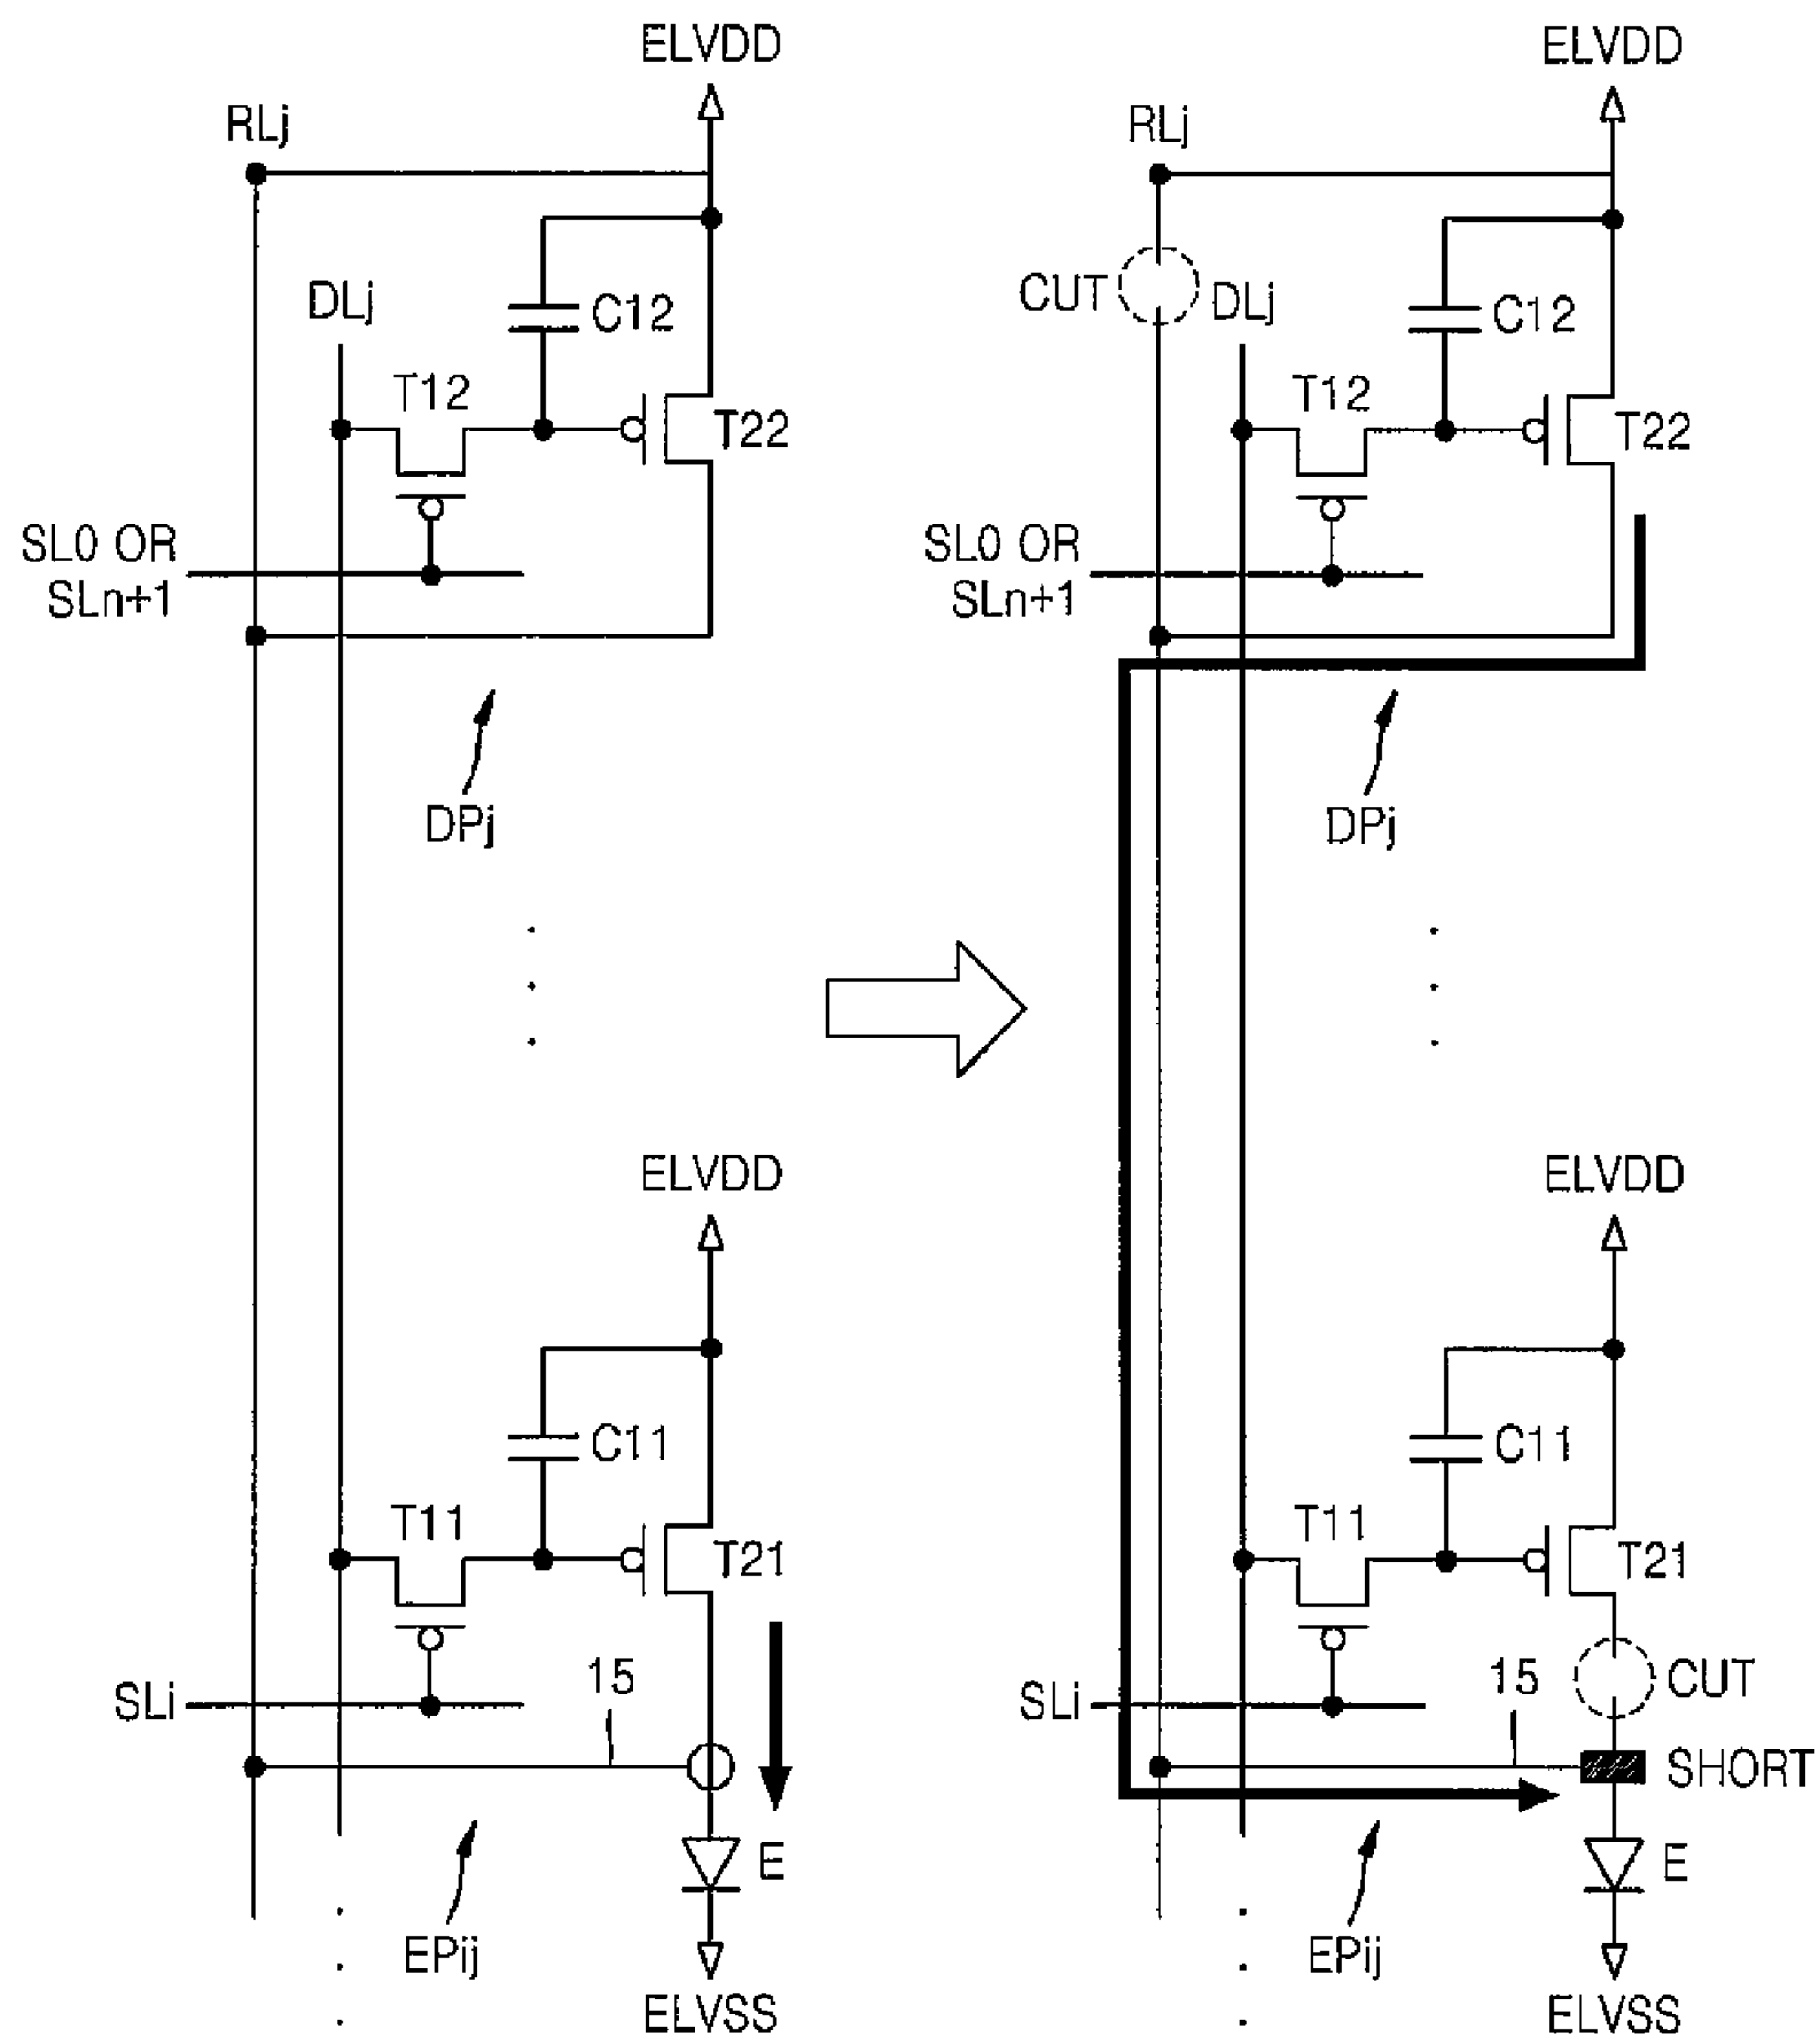 ELVDD
RLj
DLj
C12
T12
T22
SL0 OR
SLn+1
DPj
ELVDD
C11
T11
T21
SLi
15
E
EPij
ELVSS
ELVDD
RLj
CUT
DLj
C12
T12
T22
SL0 OR
SLn+1
DPj
ELVDD
C11
T11
T21
CUT
SLi
15
SHORT
E
EPij
ELVSS